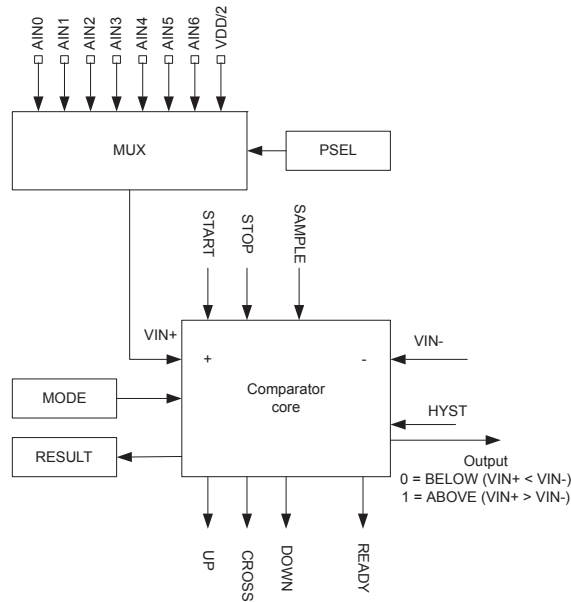 AIN0
AIN1
AIN2
AIN3
AIN4
AIN5
AIN6
VDD/2
MUX
PSEL
START
STOP
SAMPLE
VIN+
+
-
VIN-
Comparator
core
MODE
HYST
RESULT
Output
0 = BELOW (VIN+ < VIN-)
1 = ABOVE (VIN+ > VIN-)
UP
CROSS
DOWN
READY